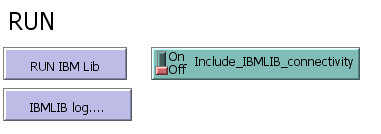 RUN
RUN IBM Lib
On
Off
Include_IBMLIB_connectivity
IBMLIB log....